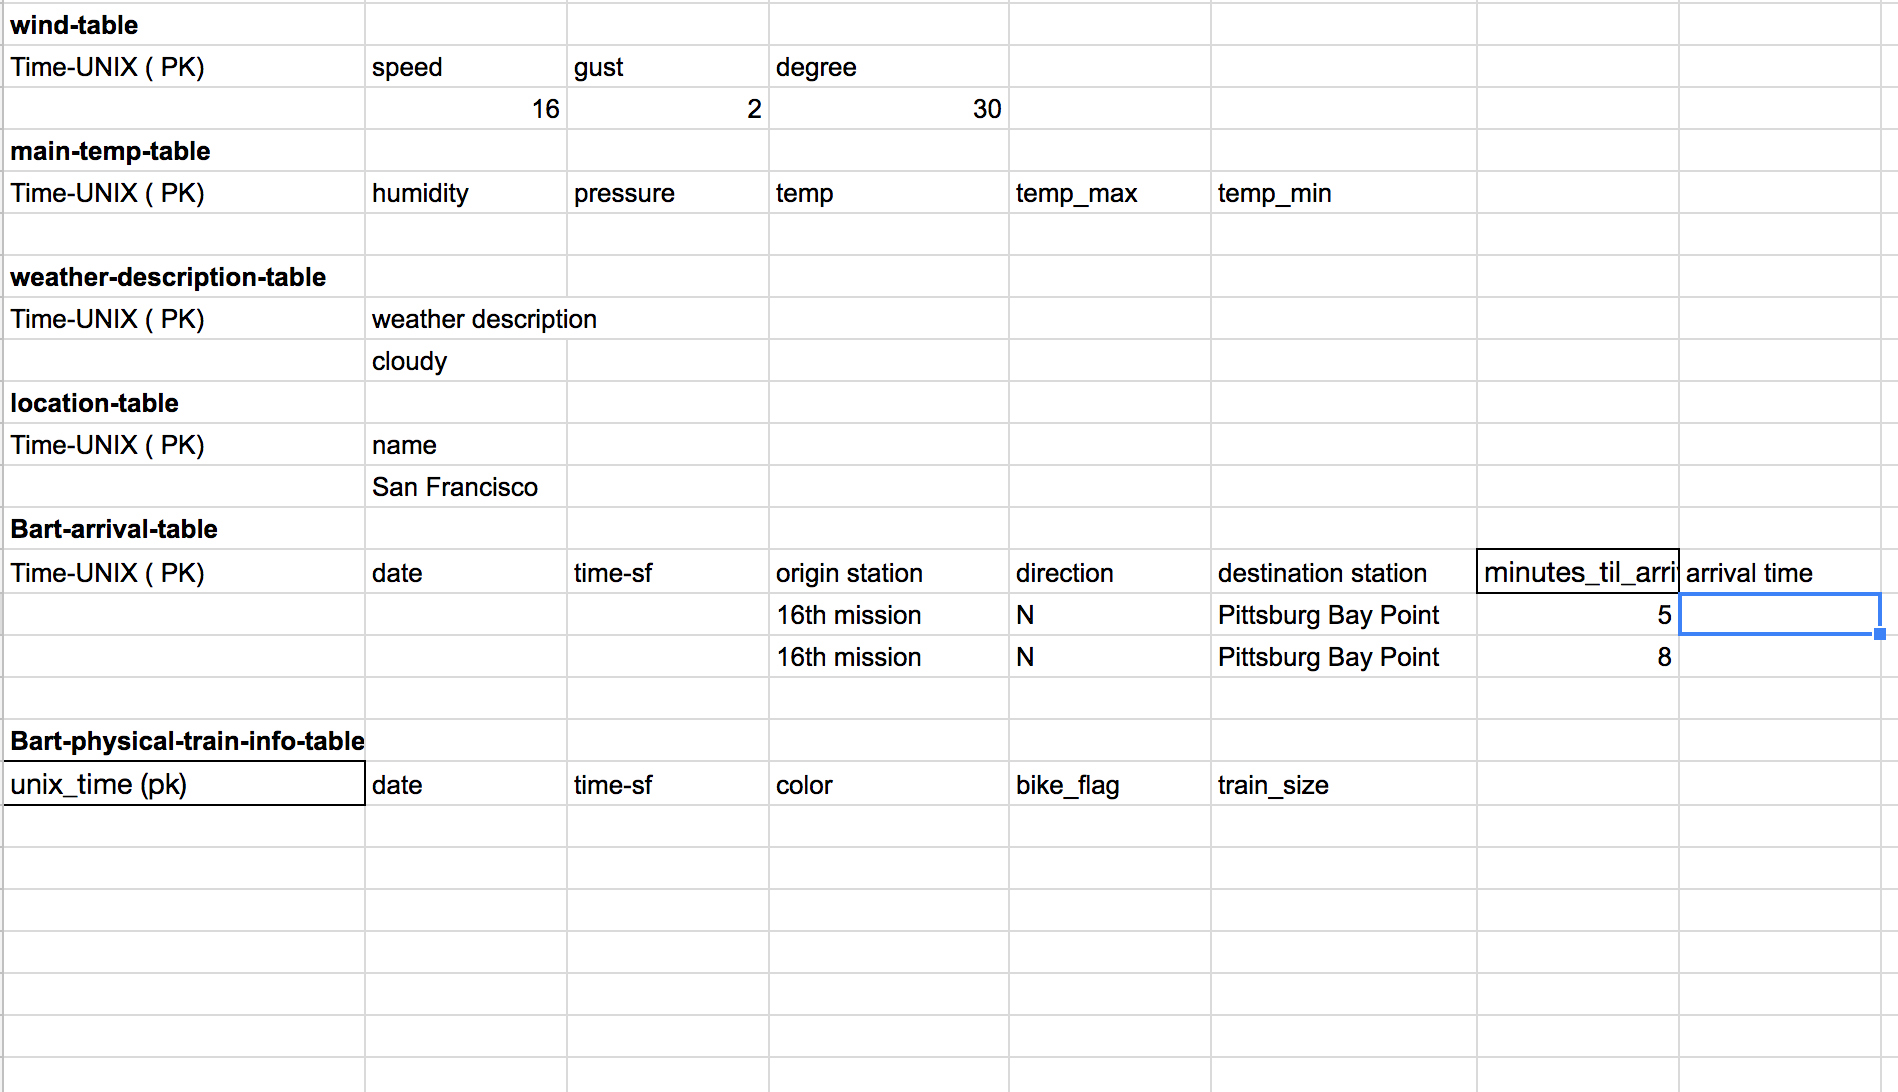 wind-table
Time-UNIX ( PK) speed gust degree
16 2 30
main-temp-table
Time-UNIX ( PK) humidity pressure temp temp_max temp_min
weather-description-table
Time-UNIX ( PK) weather description
cloudy
location-table
Time-UNIX ( PK) name
San Francisco
Bart-arrival-table
Time-UNIX ( PK) date time-sf origin station direction destination station minutes_til_arri arrival time
16th mission N Pittsburg Bay Point 5
16th mission N Pittsburg Bay Point 8
Bart-physical-train-info-table
unix_time (pk) date time-sf color bike_flag train_size